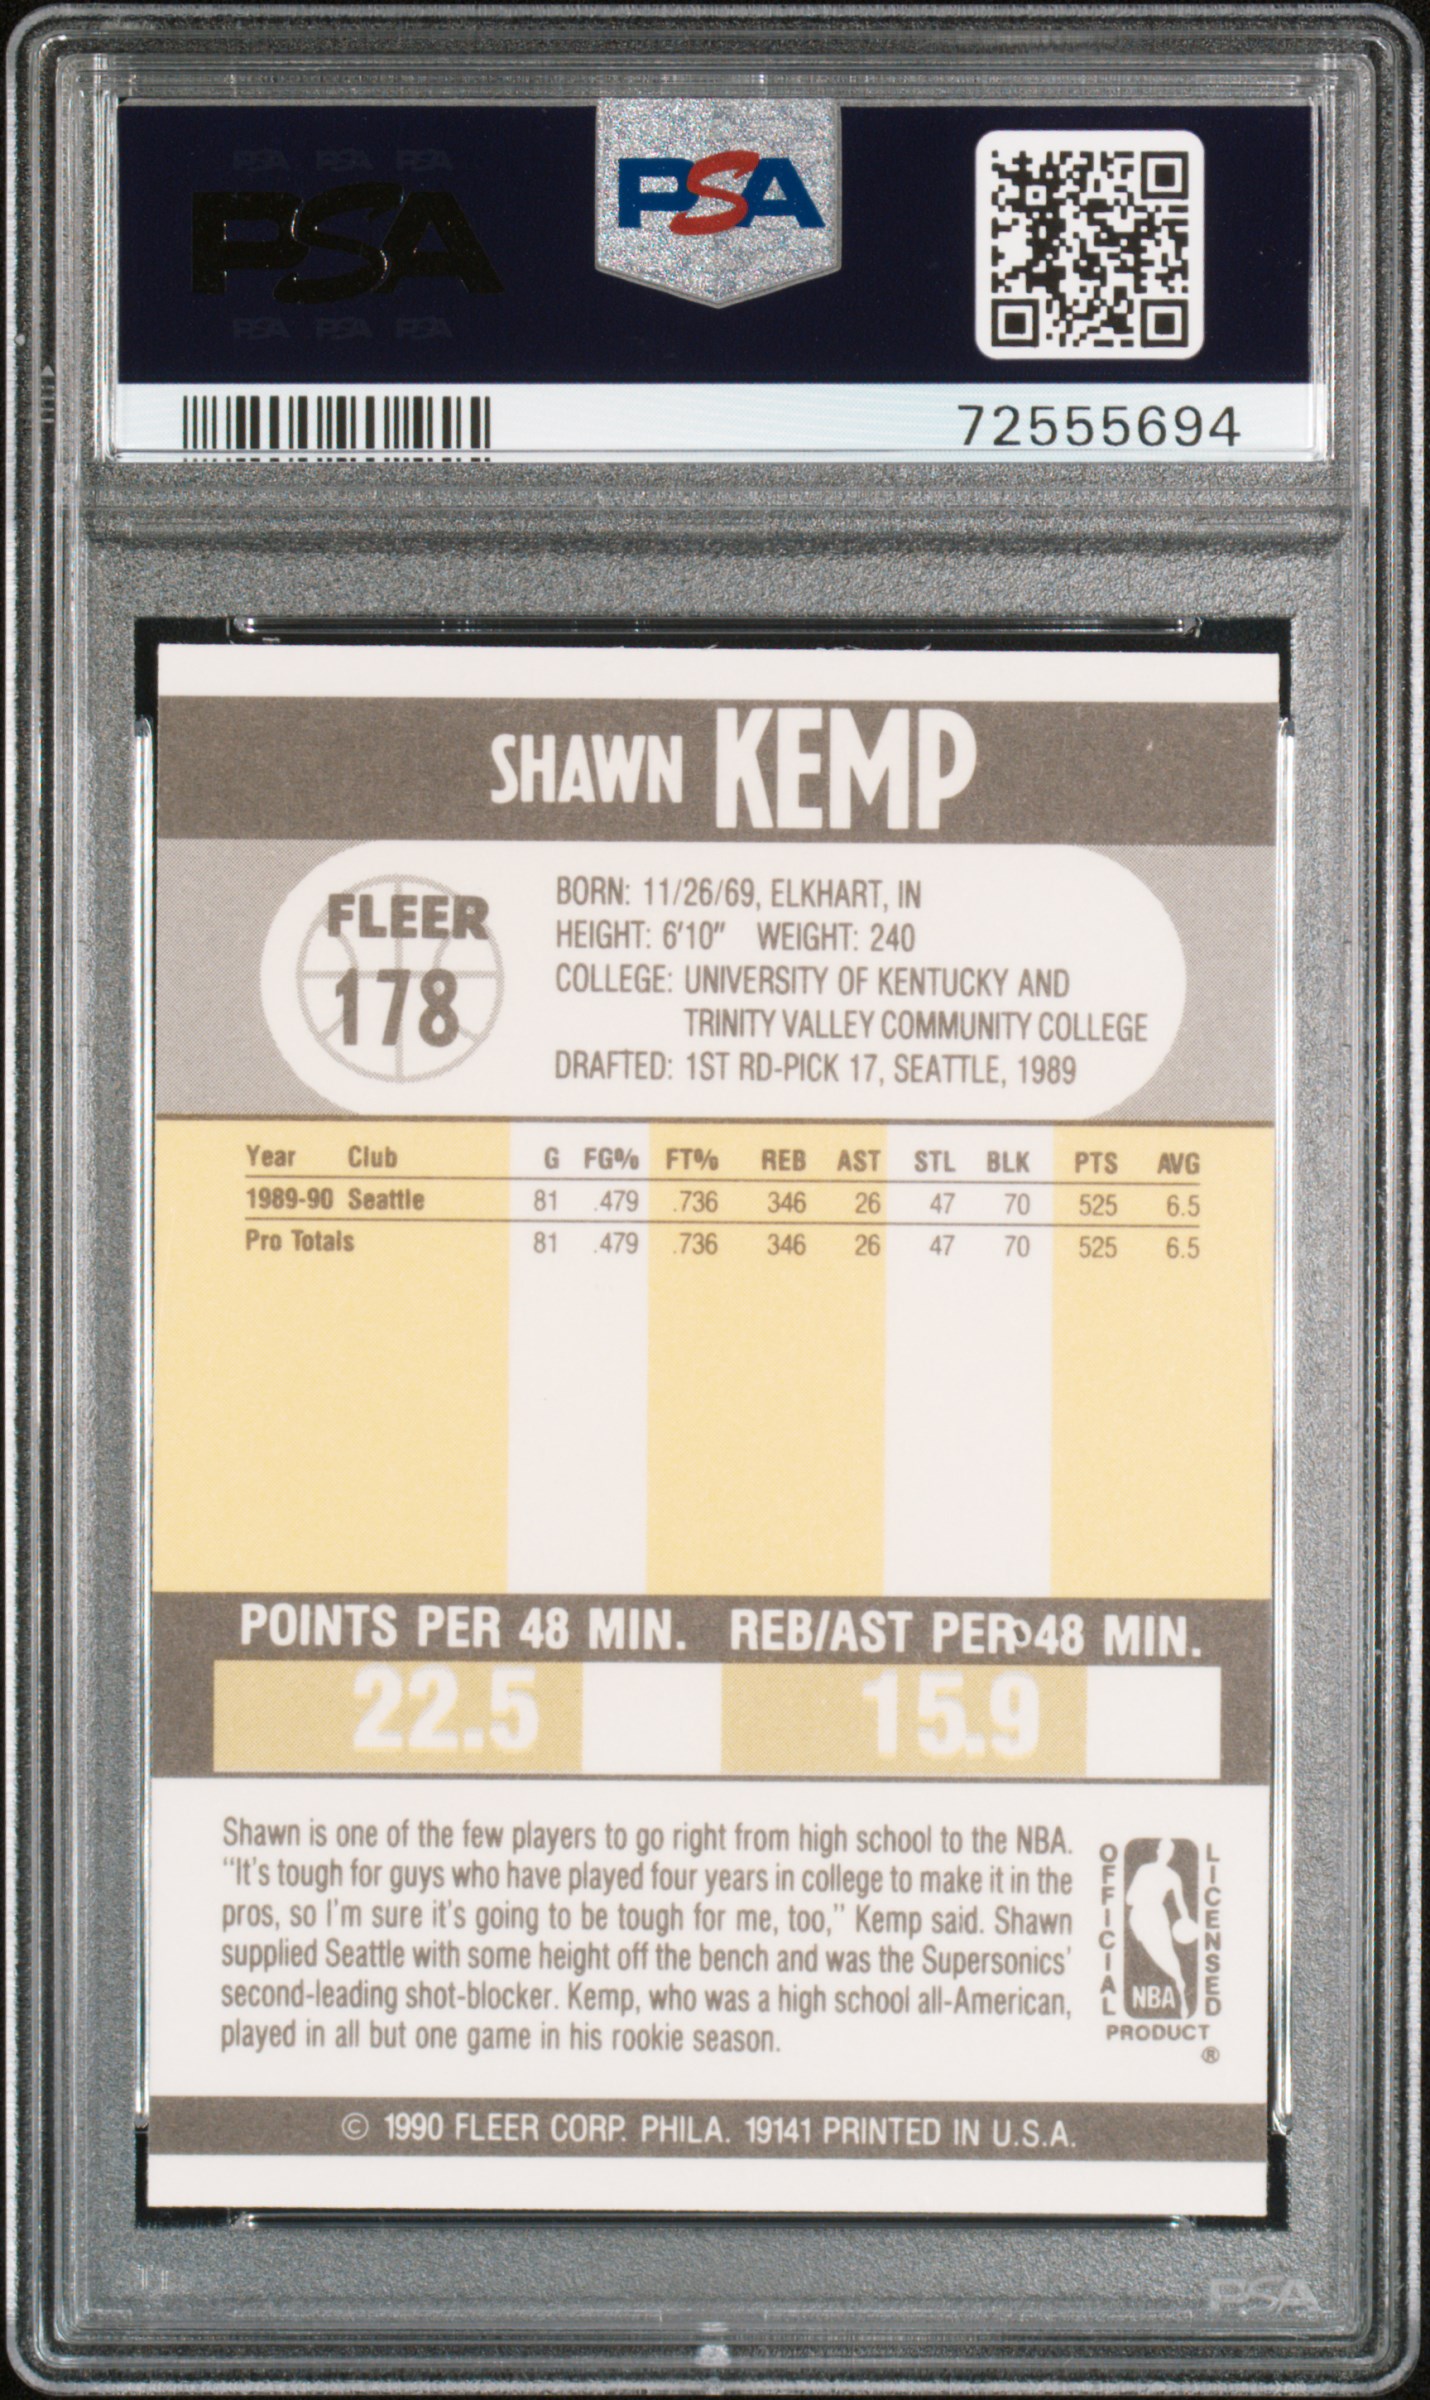 PSA PSA PSA
PSA
PSA PSA PSA
PSA
72555694
SHAWN KEMP
FLEER
178
BORN: 11/26/69, ELKHART, IN
HEIGHT: 6'10" WEIGHT: 240
COLLEGE: UNIVERSITY OF KENTUCKY AND
TRINITY VALLEY COMMUNITY COLLEGE
DRAFTED: 1ST RD-PICK 17, SEATTLE, 1989
Year Club G FG% FT% REB AST STL BLK PTS AVG
1989-90 Seattle 81 .479 .736 346 26 47 70 525 6.5
Pro Totals 81 .479 .736 346 26 47 70 525 6.5
POINTS PER 48 MIN. REB/AST PER 48 MIN.
22.5 15.9
Shawn is one of the few players to go right from high school to the NBA.
“It's tough for guys who have played four years in college to make it in the
pros, so I'm sure it's going to be tough for me, too,” Kemp said. Shawn
supplied Seattle with some height off the bench and was the Supersonics'
second-leading shot-blocker. Kemp, who was a high school all-American,
played in all but one game in his rookie season.
OFFICIAL
LICENSED
NBA
PRODUCT
®
© 1990 FLEER CORP. PHILA. 19141 PRINTED IN U.S.A.
PSA